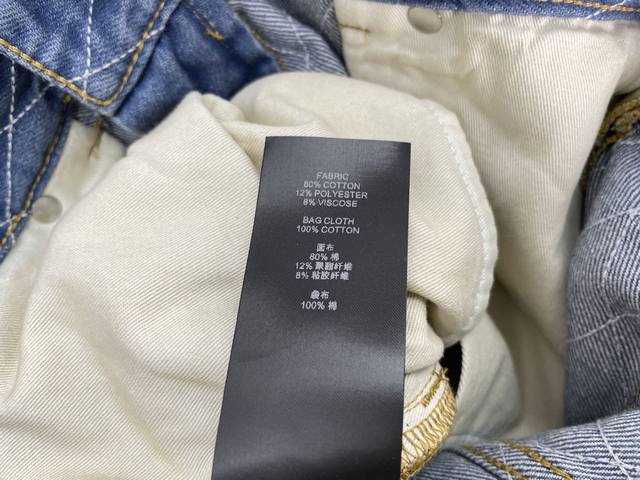 FABRIC
80% COTTON
12% POLYESTER
8% VISCOSE
BAG CLOTH
100% COTTON
面布
80% 棉
12% 聚酯纤维
8% 粘胶纤维
袋布
100% 棉